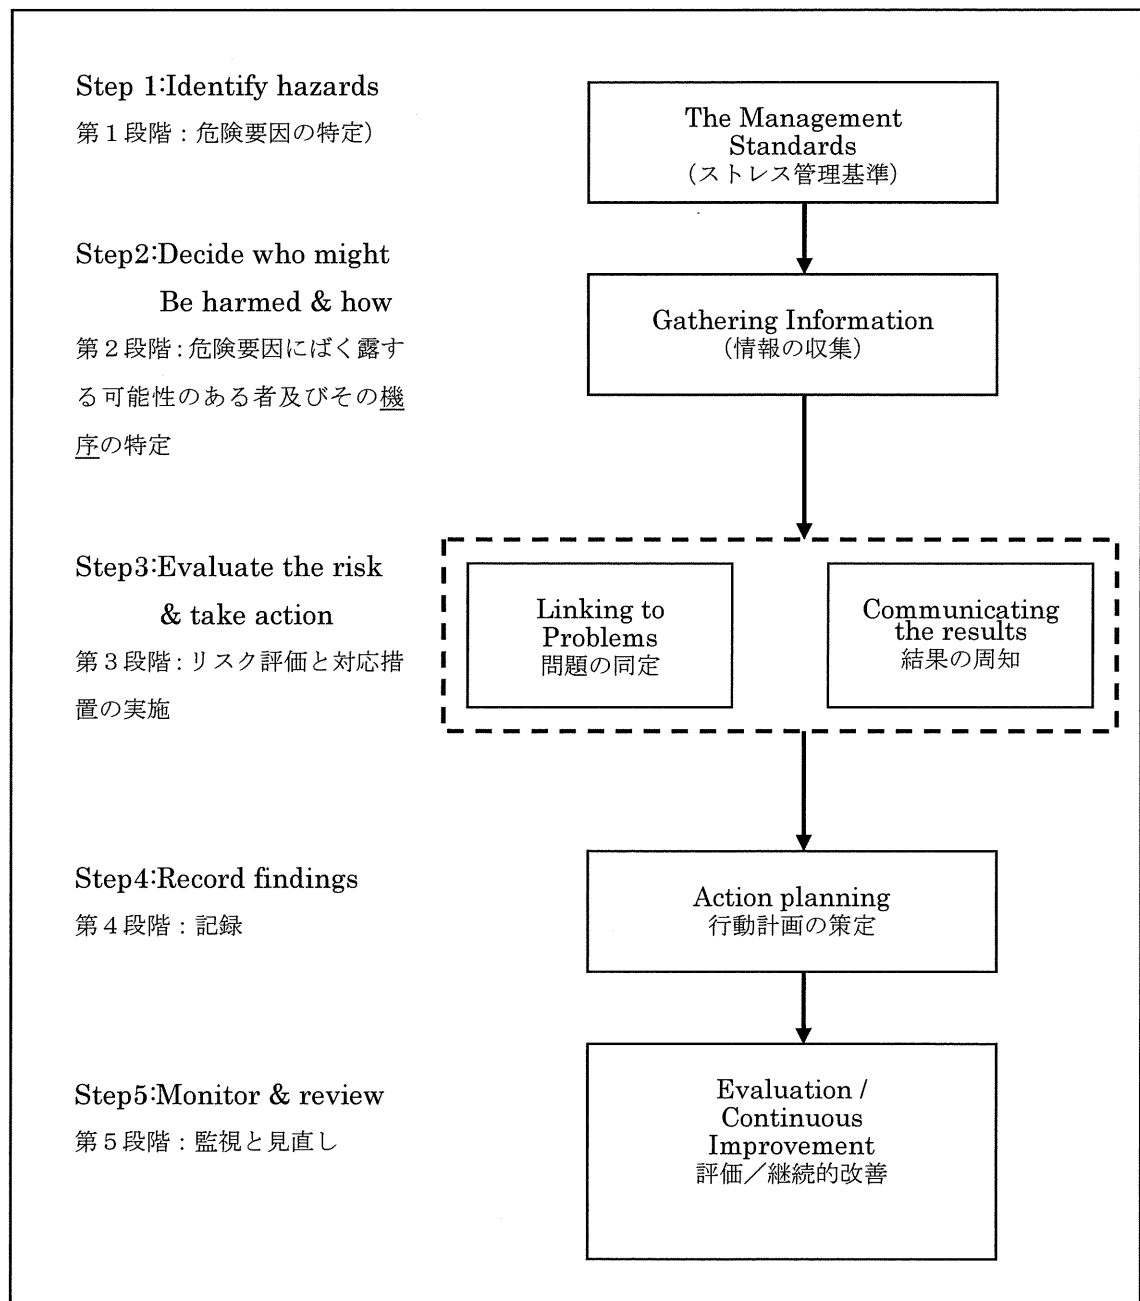 Step 1:Identify hazards
第１段階：危険要因の特定）
The Management
Standards
（ストレス管理基準）
Step2:Decide who might
Be harmed & how
第２段階：危険要因にばく露す
る可能性のある者及びその機
序の特定
Gathering Information
（情報の収集）
Step3:Evaluate the risk
& take action
第３段階：リスク評価と対応措
置の実施
Linking to
Problems
問題の同定
Communicating
the results
結果の周知
Step4:Record findings
第４段階：記録
Action planning
行動計画の策定
Step5:Monitor & review
第５段階：監視と見直し
Evaluation /
Continuous
Improvement
評価／継続的改善